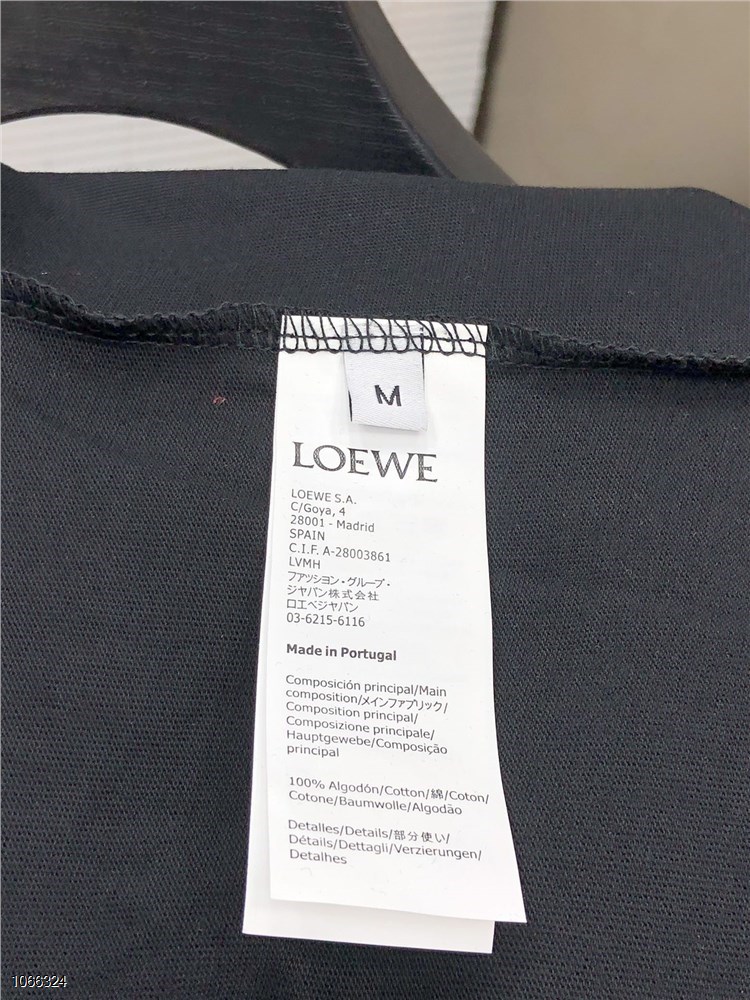 M
LOEWE
LOEWE S.A.
C/Goya, 4
28001 - Madrid
SPAIN
C.I.F. A-28003861
LVMH
ファッション・グループ・
ジャパン株式会社
ロエベジャパン
03-6215-6116
Made in Portugal
Composición principal/Main
composition/メインファブリック/
Composition principal/
Composizione principale/
Hauptgewebe/Composição
principal
100% Algodón/Cotton/綿/Coton/
Cotone/Baumwolle/Algodão
Detalles/Details/部分使い/
Détails/Dettagli/Verzierungen/
Detalhes
1066324